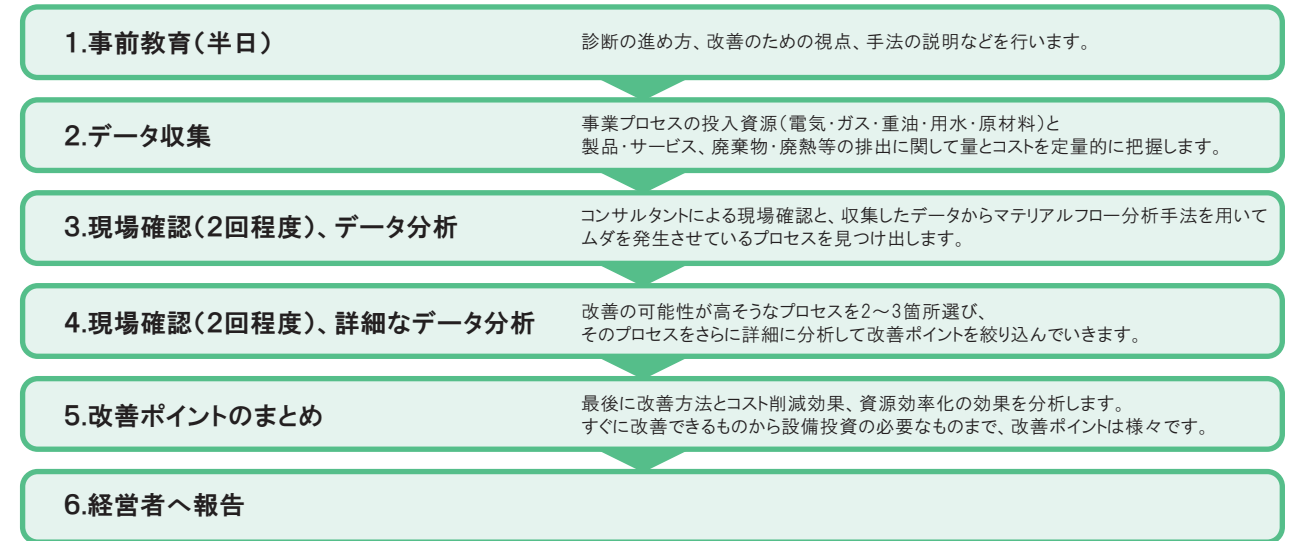 1.事前教育(半日)
診断の進め方、改善のための視点、手法の説明などを行います。
2.データ収集
事業プロセスの投入資源(電気・ガス・重油・用水・原材料)と
製品・サービス、廃棄物・廃熱等の排出に関して量とコストを定量的に把握します。
3.現場確認(2回程度)、データ分析
コンサルタントによる現場確認と、収集したデータからマテリアルフロー分析手法を用いて
ムダを発生させているプロセスを見つけ出します。
4.現場確認(2回程度)、詳細なデータ分析
改善の可能性が高そうなプロセスを2～3箇所選び、
そのプロセスをさらに詳細に分析して改善ポイントを絞り込んでいきます。
5.改善ポイントのまとめ
最後に改善方法とコスト削減効果、資源効率化の効果を分析します。
すぐに改善できるものから設備投資の必要なものまで、改善ポイントは様々です。
6.経営者へ報告